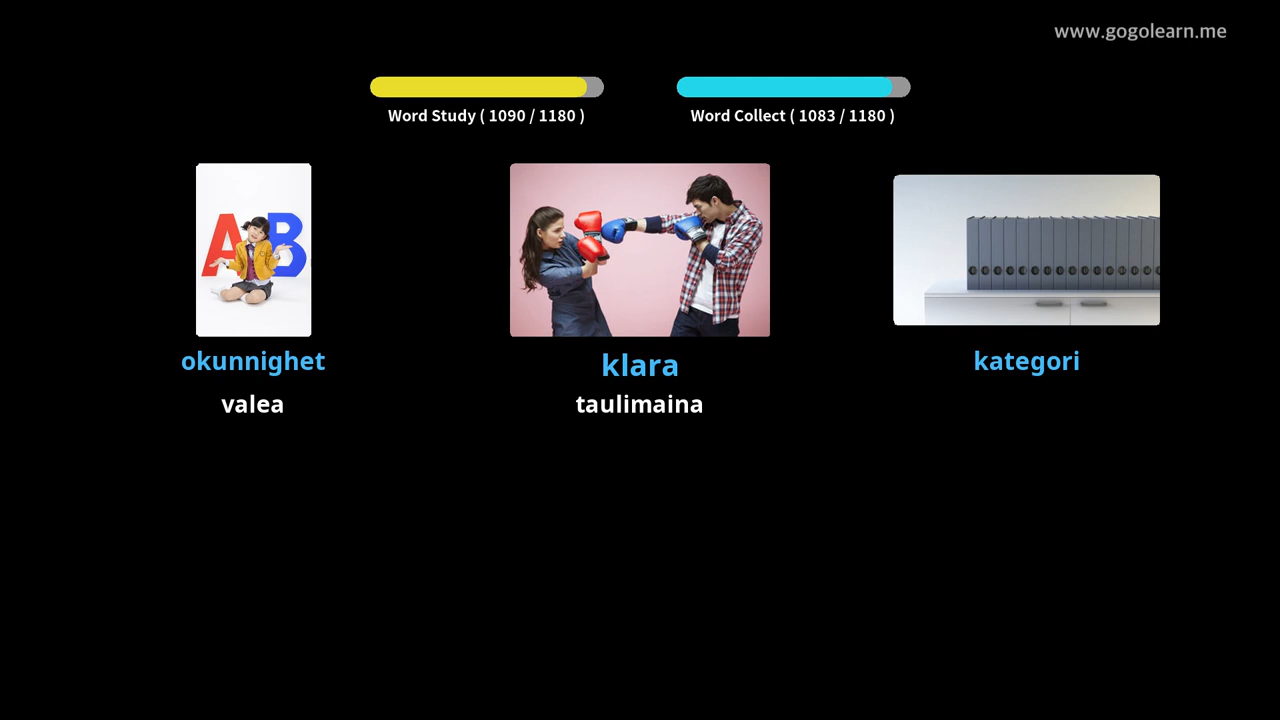 www.gogolearn.me
Word Study ( 1090 / 1180 )
Word Collect ( 1083 / 1180 )
A B
okunnighet
klara
kategori
valea
taulimaina